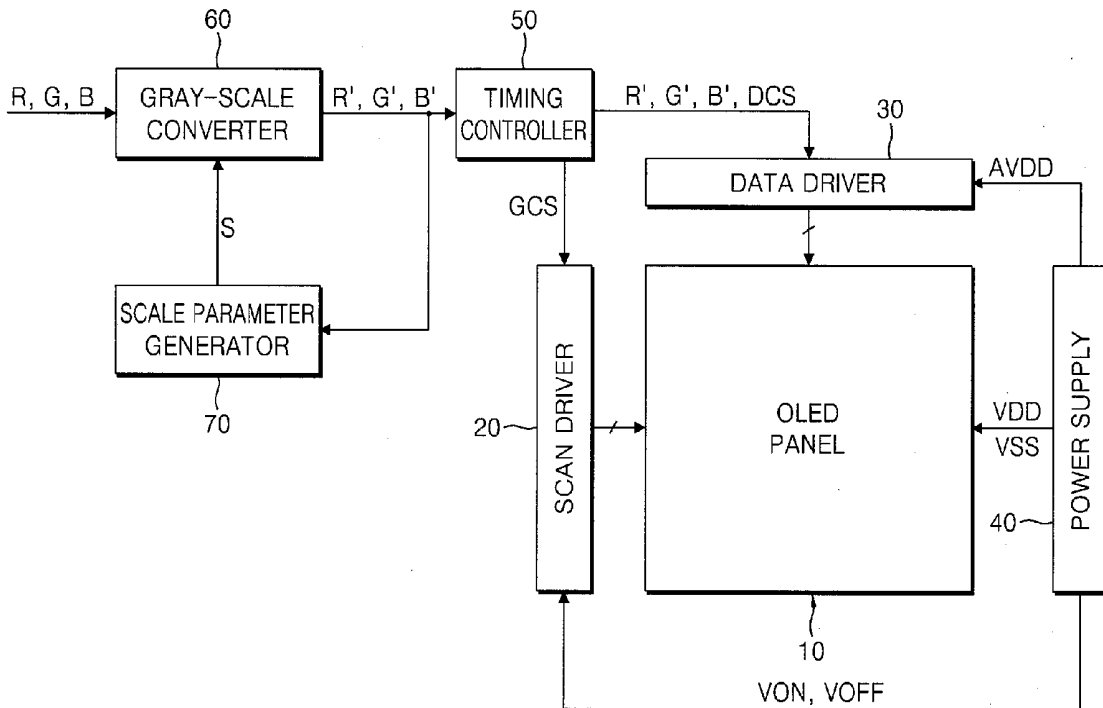 60
50
R, G, B
GRAY-SCALE
CONVERTER
R', G', B'
TIMING
CONTROLLER
R', G', B', DCS
30
DATA DRIVER
AVDD
S
GCS
SCALE PARAMETER
GENERATOR
70
20
SCAN DRIVER
OLED
PANEL
VDD
VSS
40
POWER SUPPLY
10
VON, VOFF